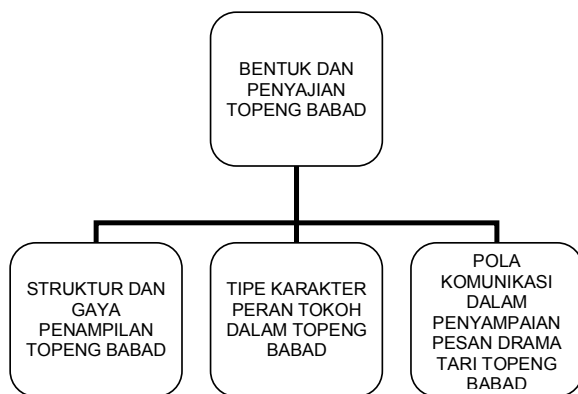 BENTUK DAN
PENYAJIAN
TOPENG BABAD
STRUKTUR DAN
GAYA
PENAMPILAN
TOPENG BABAD
TIPE KARAKTER
PERAN TOKOH
DALAM TOPENG
BABAD
POLA
KOMUNIKASI
DALAM
PENYAMPAIAN
PESAN DRAMA
TARI TOPENG
BABAD